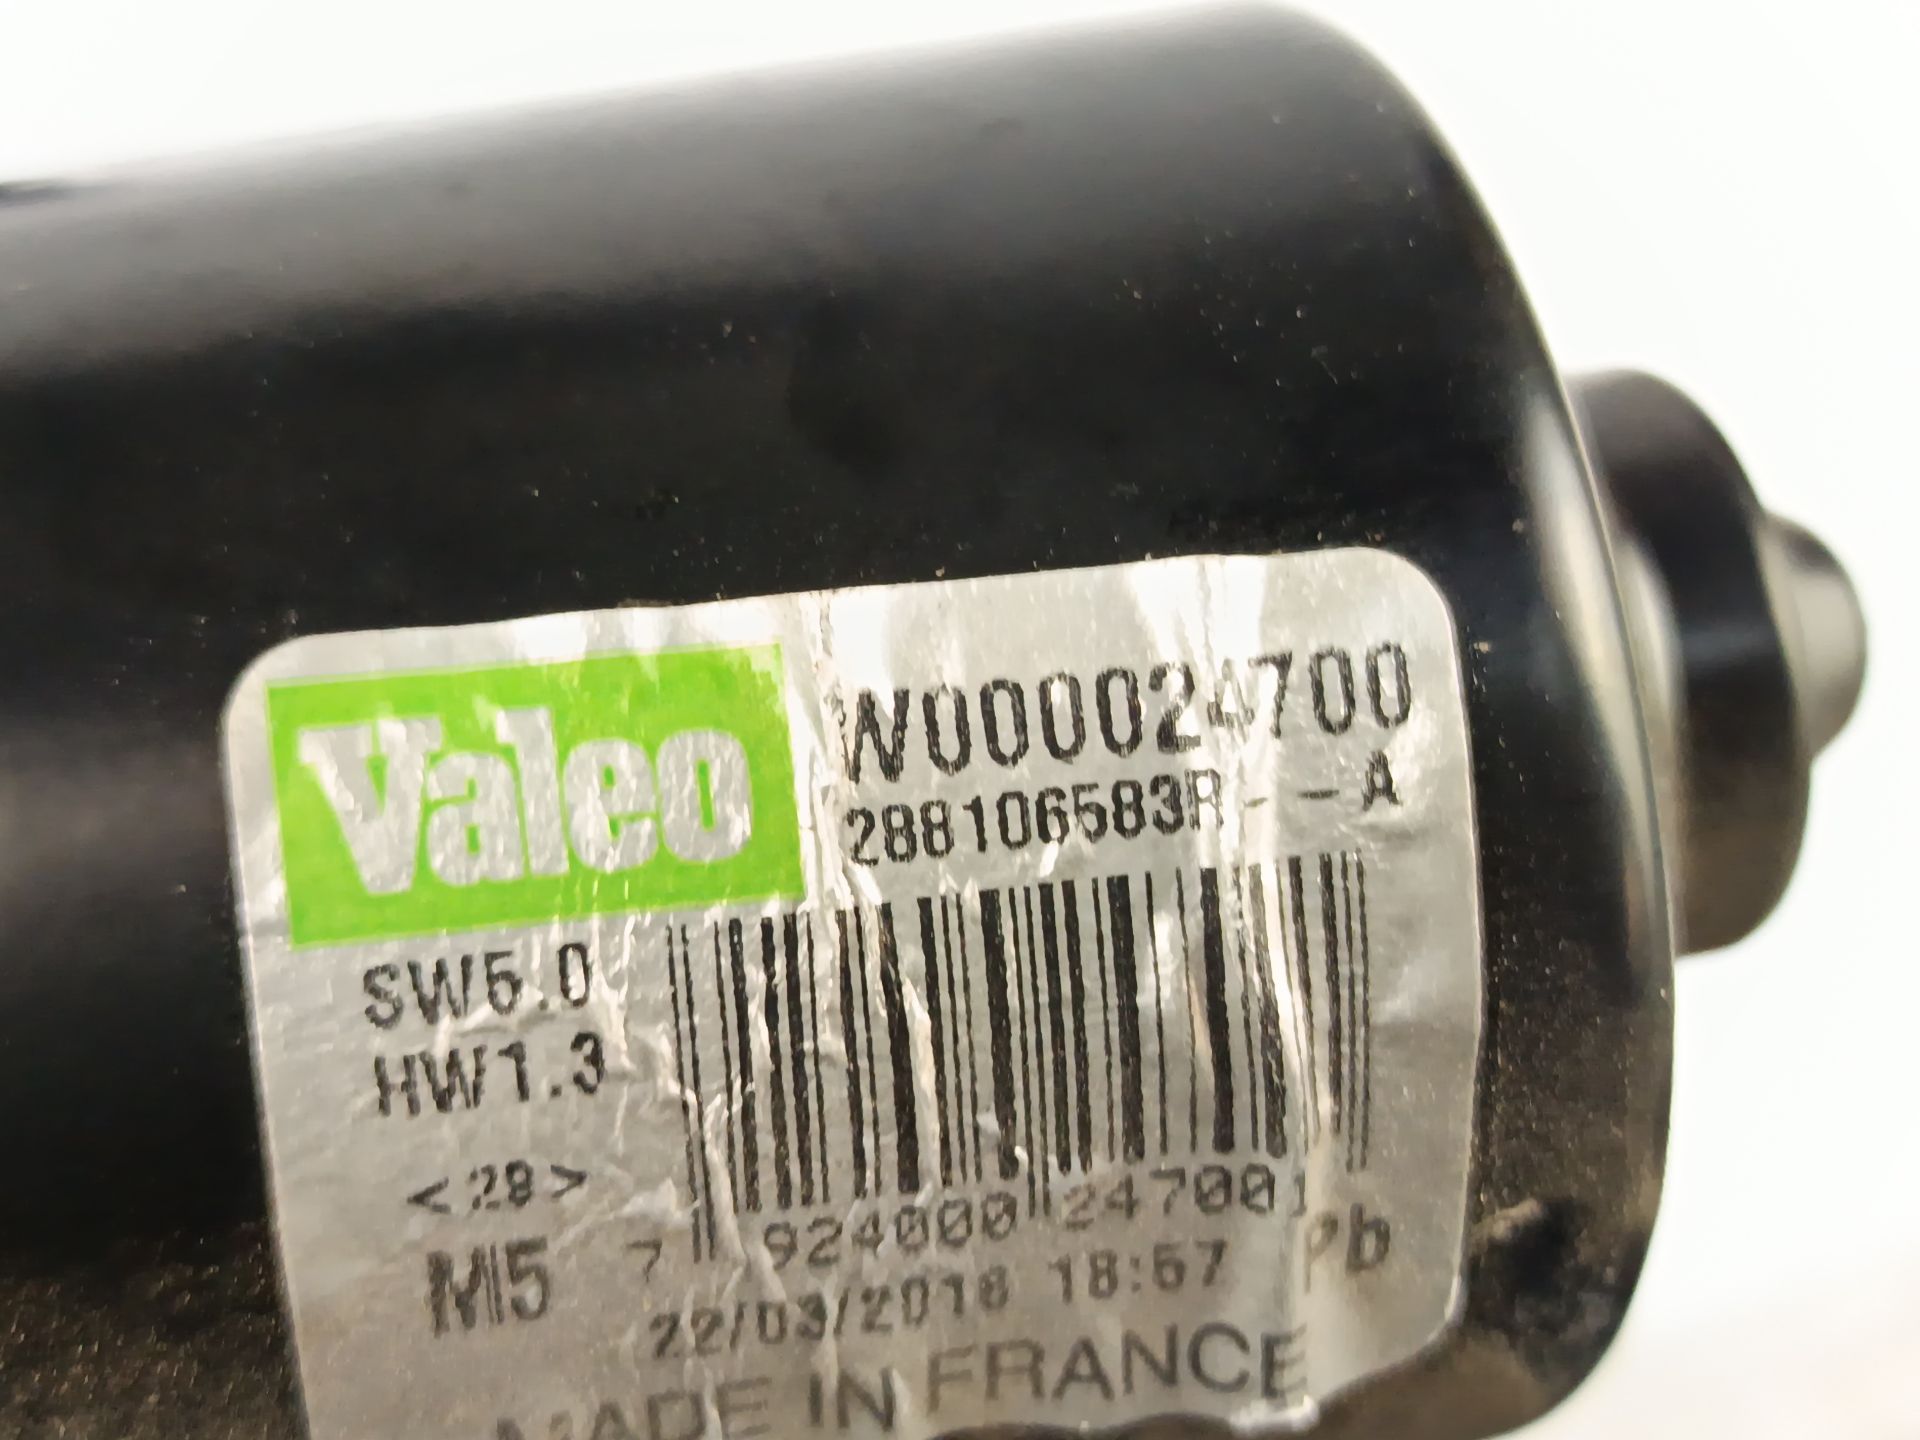 Valeo
W000024700
288106583R--A
SW5.0
HW1.3
<28>
M5
7 924000 247001
22/03/2018 18:57 Pb
MADE IN FRANCE